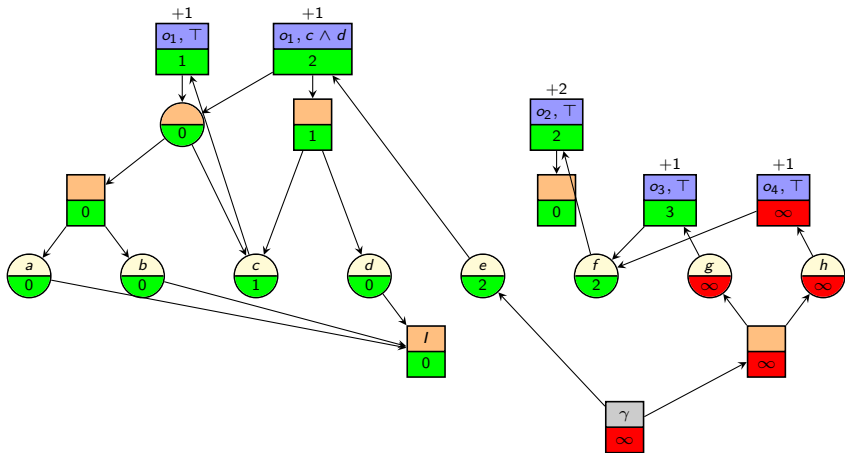 +1 +1
o₁, ⊤ o₁, c ∧ d
1 2
+2
o₂, ⊤
0 1 2
+1 +1
o₃, ⊤ o₄, ⊤
0 0 3 ∞
a b c d e f g h
0 0 1 0 2 2 ∞ ∞
I
0 ∞
γ
∞